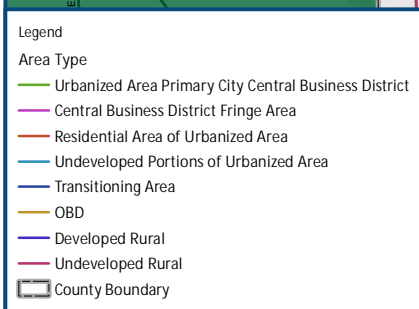 E
Legend
Area Type
Urbanized Area Primary City Central Business District
Central Business District Fringe Area
Residential Area of Urbanized Area
Undeveloped Portions of Urbanized Area
Transitioning Area
OBD
Developed Rural
Undeveloped Rural
County Boundary